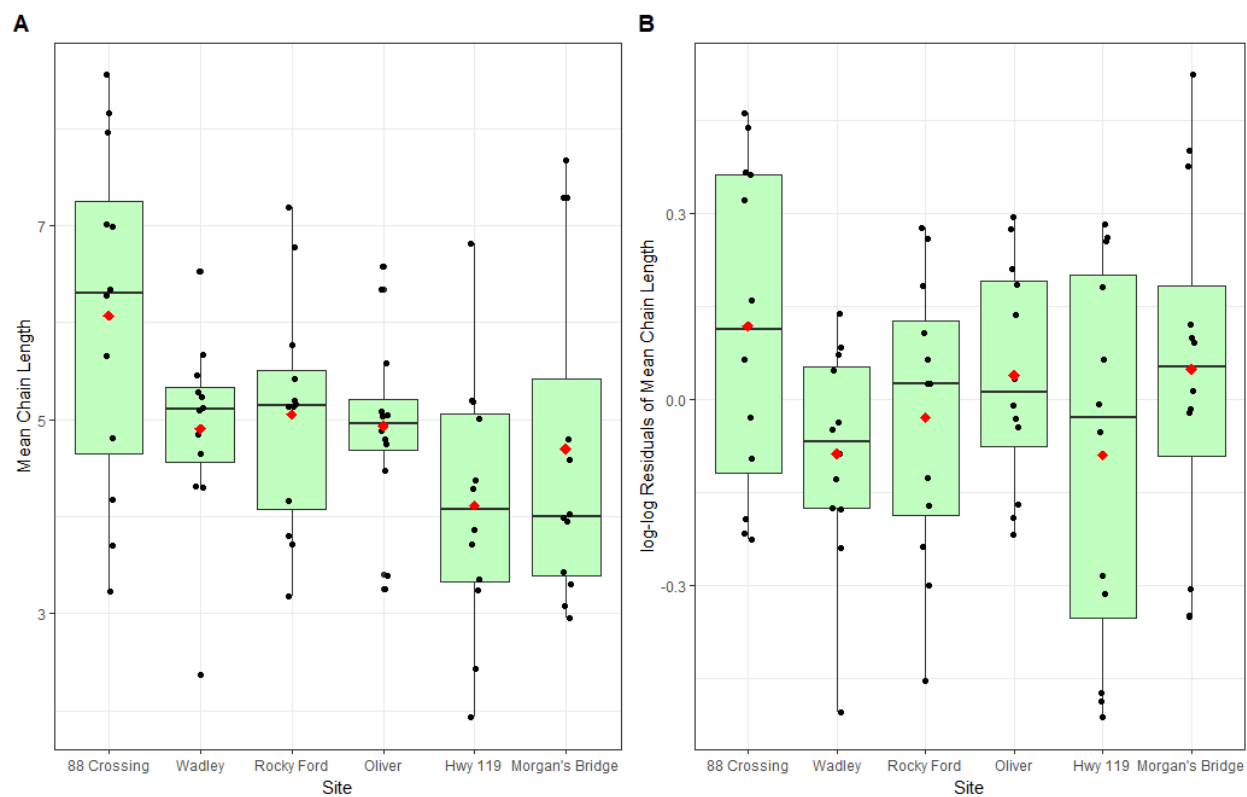 A
Mean Chain Length
7
5
3
88 Crossing Wadley Rocky Ford Oliver Hwy 119 Morgan's Bridge
Site
B
log-log Residuals of Mean Chain Length
0.3
0.0
-0.3
88 Crossing Wadley Rocky Ford Oliver Hwy 119 Morgan's Bridge
Site